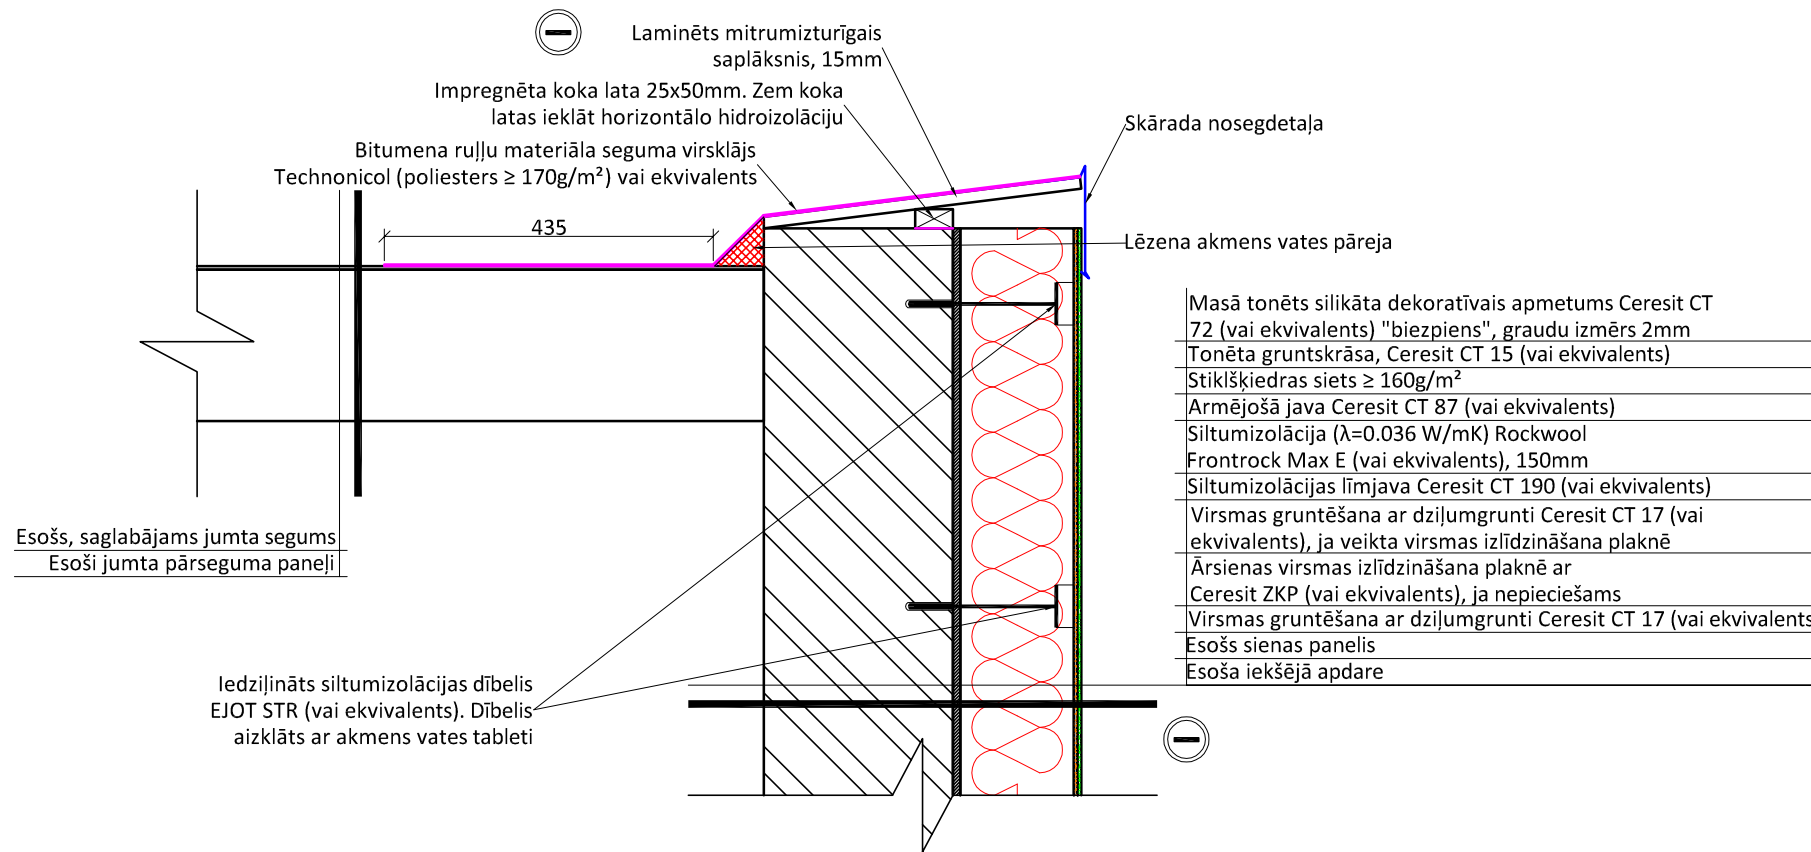 Laminēts mitrumizturīgais
saplāksnis, 15mm
Impregnēta koka lata 25x50mm. Zem koka
latas ieklāt horizontālo hidroizolāciju
Skārada nosegdetaļa
Bitumena ruļļu materiāla seguma virsklājs
Technonicol (poliesters ≥ 170g/m²) vai ekvivalents
435
Lēzena akmens vates pāreja
Masā tonēts silikāta dekoratīvais apmetums Ceresit CT
72 (vai ekvivalents) "biezpiens", graudu izmērs 2mm
Tonēta gruntskrāsa, Ceresit CT 15 (vai ekvivalents)
Stiklšķiedras siets ≥ 160g/m²
Armējošā java Ceresit CT 87 (vai ekvivalents)
Siltumizolācija (λ=0.036 W/mK) Rockwool
Frontrock Max E (vai ekvivalents), 150mm
Siltumizolācijas līmjava Ceresit CT 190 (vai ekvivalents)
Virsmas gruntēšana ar dziļumgrunti Ceresit CT 17 (vai
ekvivalents), ja veikta virsmas izlīdzināšana plaknē
Ārsienas virsmas izlīdzināšana plaknē ar
Ceresit ZKP (vai ekvivalents), ja nepieciešams
Virsmas gruntēšana ar dziļumgrunti Ceresit CT 17 (vai ekvivalents
Esošs sienas panelis
Esoša iekšējā apdare
Esošs, saglabājams jumta segums
Esoši jumta pārseguma paneļi
Iedziļināts siltumizolācijas dībelis
EJOT STR (vai ekvivalents). Dībelis
aizklāts ar akmens vates tableti